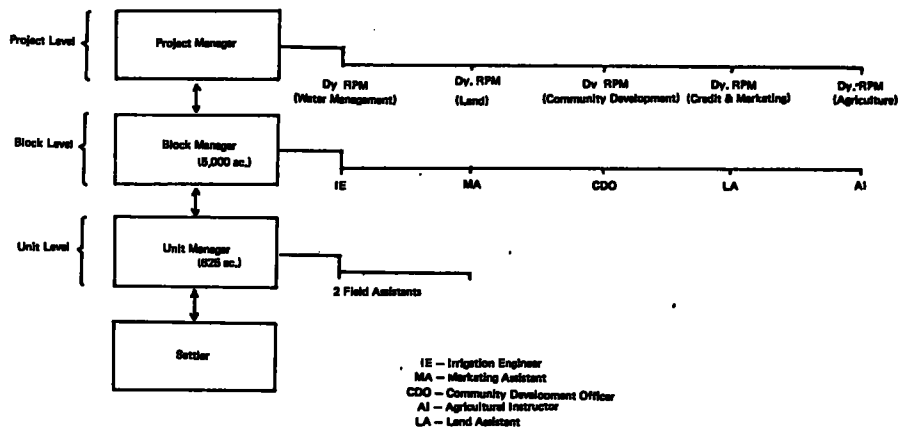 Project Level
Project Manager
Dy RPM
(Water Management)
Dy. RPM
(Land)
Dv RPM
(Community Development)
Dy. RPM
(Credit & Marketing)
Dy. RPM
(Agriculture)
Block Level
Block Manager
(5,000 ac.)
IE
MA
CDO
LA
AI
Unit Level
Unit Manager
(625 ac.)
2 Field Assistants
Settler
IE – Irrigation Engineer
MA – Marketing Assistant
CDO – Community Development Officer
AI – Agricultural Instructor
LA – Land Assistant